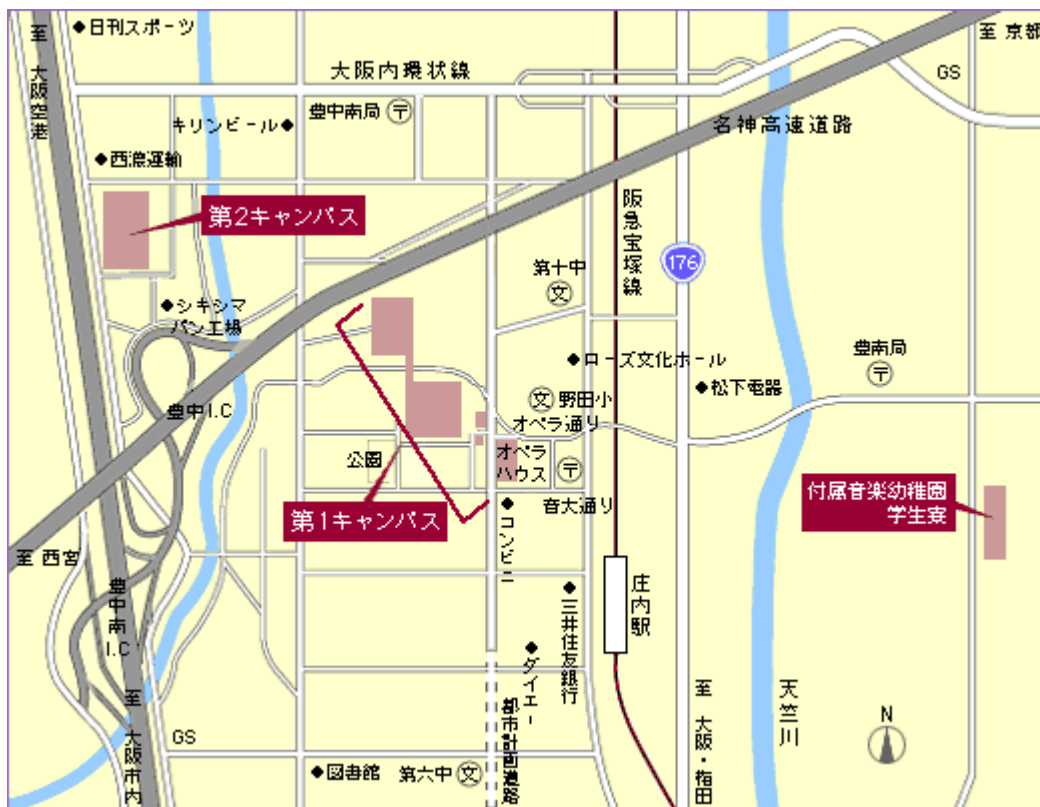 至 大阪空港
◆日刊スポーツ
至 京都
GS
大阪内環状線
豊中南局
キリンビール◆
名神高速道路
◆西濃運輸
第2キャンパス
阪急宝塚線
176
第十中
文
◆シキシマ
パン工場
豊南局
◆ローズ文化ホール
◆松下電器
豊中I.C
文 野田小
オペラ通り
公園
オペラ
ハウス
付属音楽幼稚園
学生寮
音大通り
第1キャンパス
◆コンビニ
至 西宮
豊中南I.C
◆三井住友銀行
庄内駅
◆ダイエー
至 大阪・梅田
天竺川
N
都市計画道路
至 大阪市内
GS
◆図書館
第六中 文